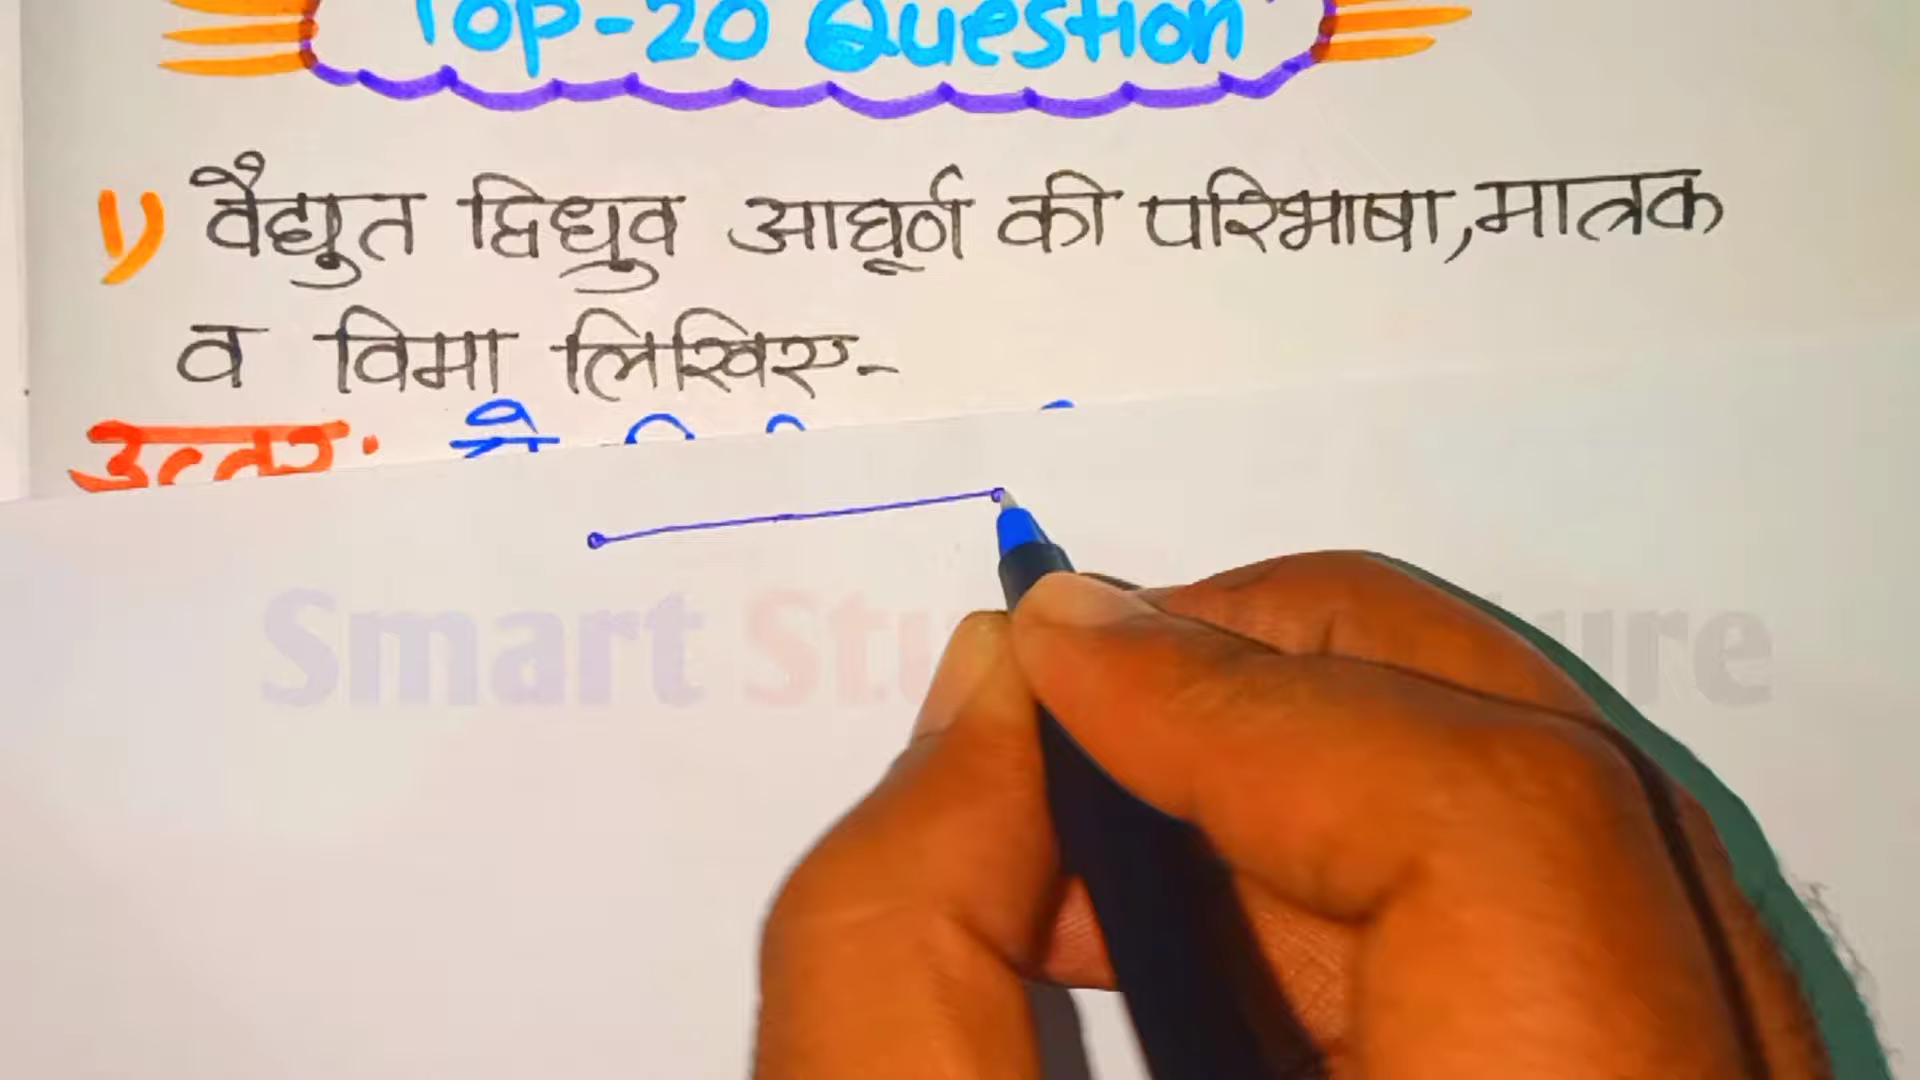 Top-20 Question
1) वैद्युत द्विध्रुव आघूर्ण की परिभाषा, मात्रक
व विमा लिखिए-
उत्तर.
Smart